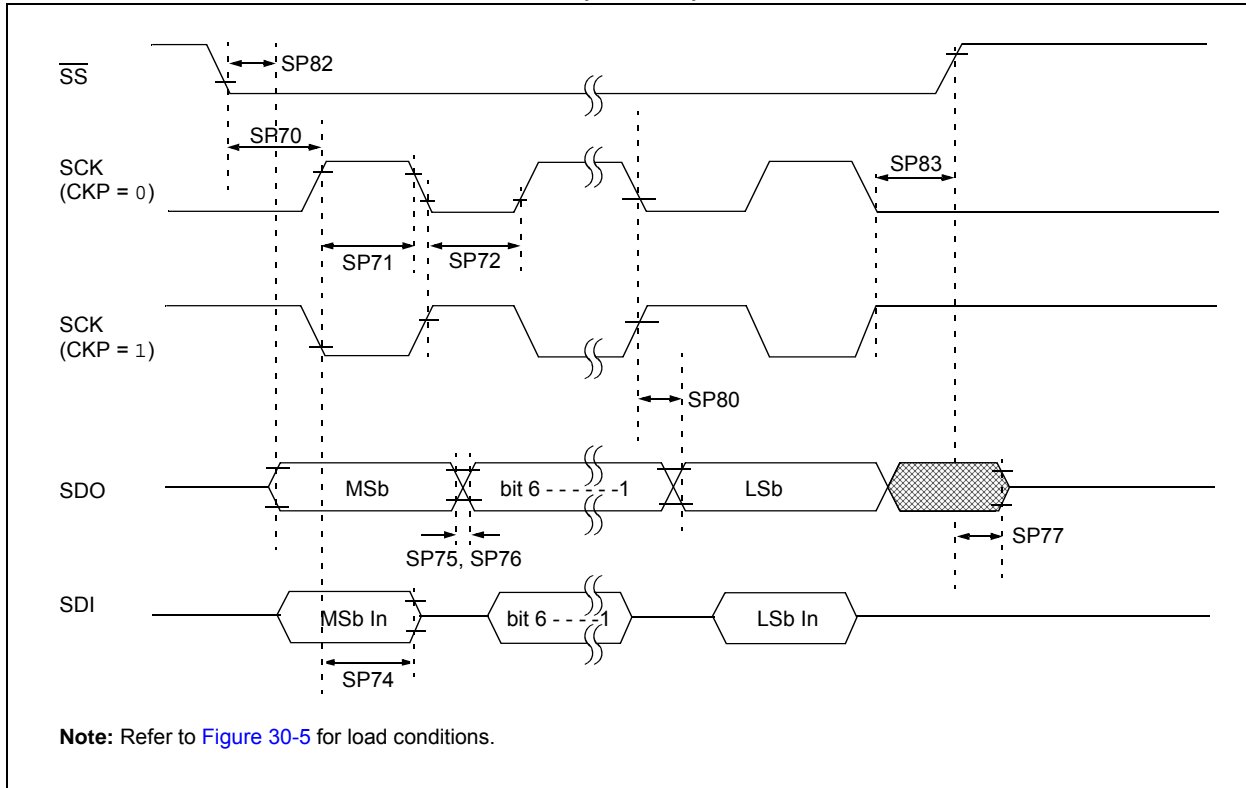 SS
SP82
SP70
SCK
(CKP = 0)
SP83
SP71
SP72
SCK
(CKP = 1)
SP80
SDO
MSb
bit 6 - - - - - -1
LSb
SP75, SP76
SP77
SDI
MSb In
bit 6 - - - -1
LSb In
SP74
Note: Refer to Figure 30-5 for load conditions.